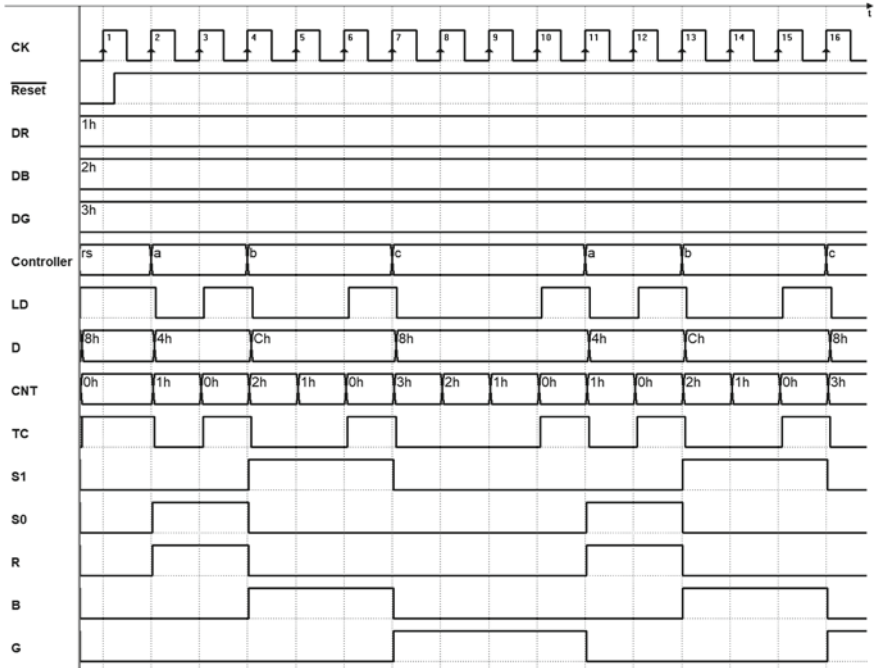 t
CK 1 2 3 4 5 6 7 8 9 10 11 12 13 14 15 16
Reset
DR 1h
DB 2h
DG 3h
Controller rs a b c a b c
LD
D 8h 4h Ch 8h 4h Ch 8h
CNT 0h 1h 0h 2h 1h 0h 3h 2h 1h 0h 1h 0h 2h 1h 0h 3h
TC
S1
S0
R
B
G